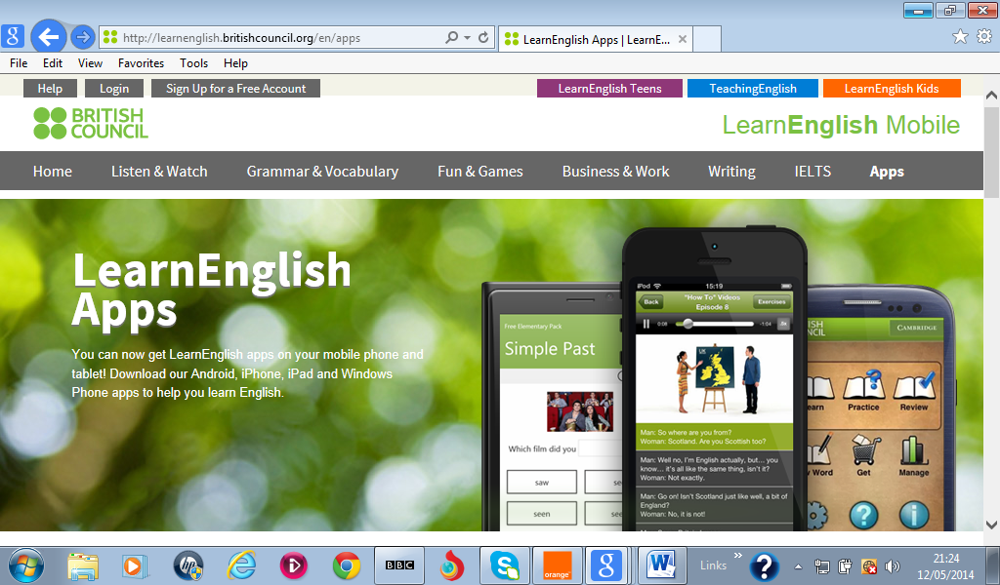 http://learnenglish.britishcouncil.org/en/apps
LearnEnglish Apps | LearnE...
File Edit View Favorites Tools Help
Help Login Sign Up for a Free Account LearnEnglish Teens TeachingEnglish LearnEnglish Kids
BRITISH
COUNCIL
LearnEnglish Mobile
Home Listen & Watch Grammar & Vocabulary Fun & Games Business & Work Writing IELTS Apps
LearnEnglish
Apps
You can now get LearnEnglish apps on your mobile phone and
tablet! Download our Android, iPhone, iPad and Windows
Phone apps to help you learn English.
Free Elementary Pack
Simple Past
Which film did you
saw
se
seen
see
iPod 15:19
Back
"How To" Videos
Episode 8
Exercises
0:08 -1:04
UK
Man: So where are you from?
Woman: Scotland. Are you Scottish too?
Man: Well no, I'm English actually, but... you
know... it's all like the same thing, isn't it?
Woman: Not exactly.
Man: Go on! Isn't Scotland just like well, a bit of
England?
Woman: No, it is not!
SH
NCIL
CAMBRIDGE
earn Practice Review
Word Get Manage
hp
BBC
orange
Links
21:24
12/05/2014